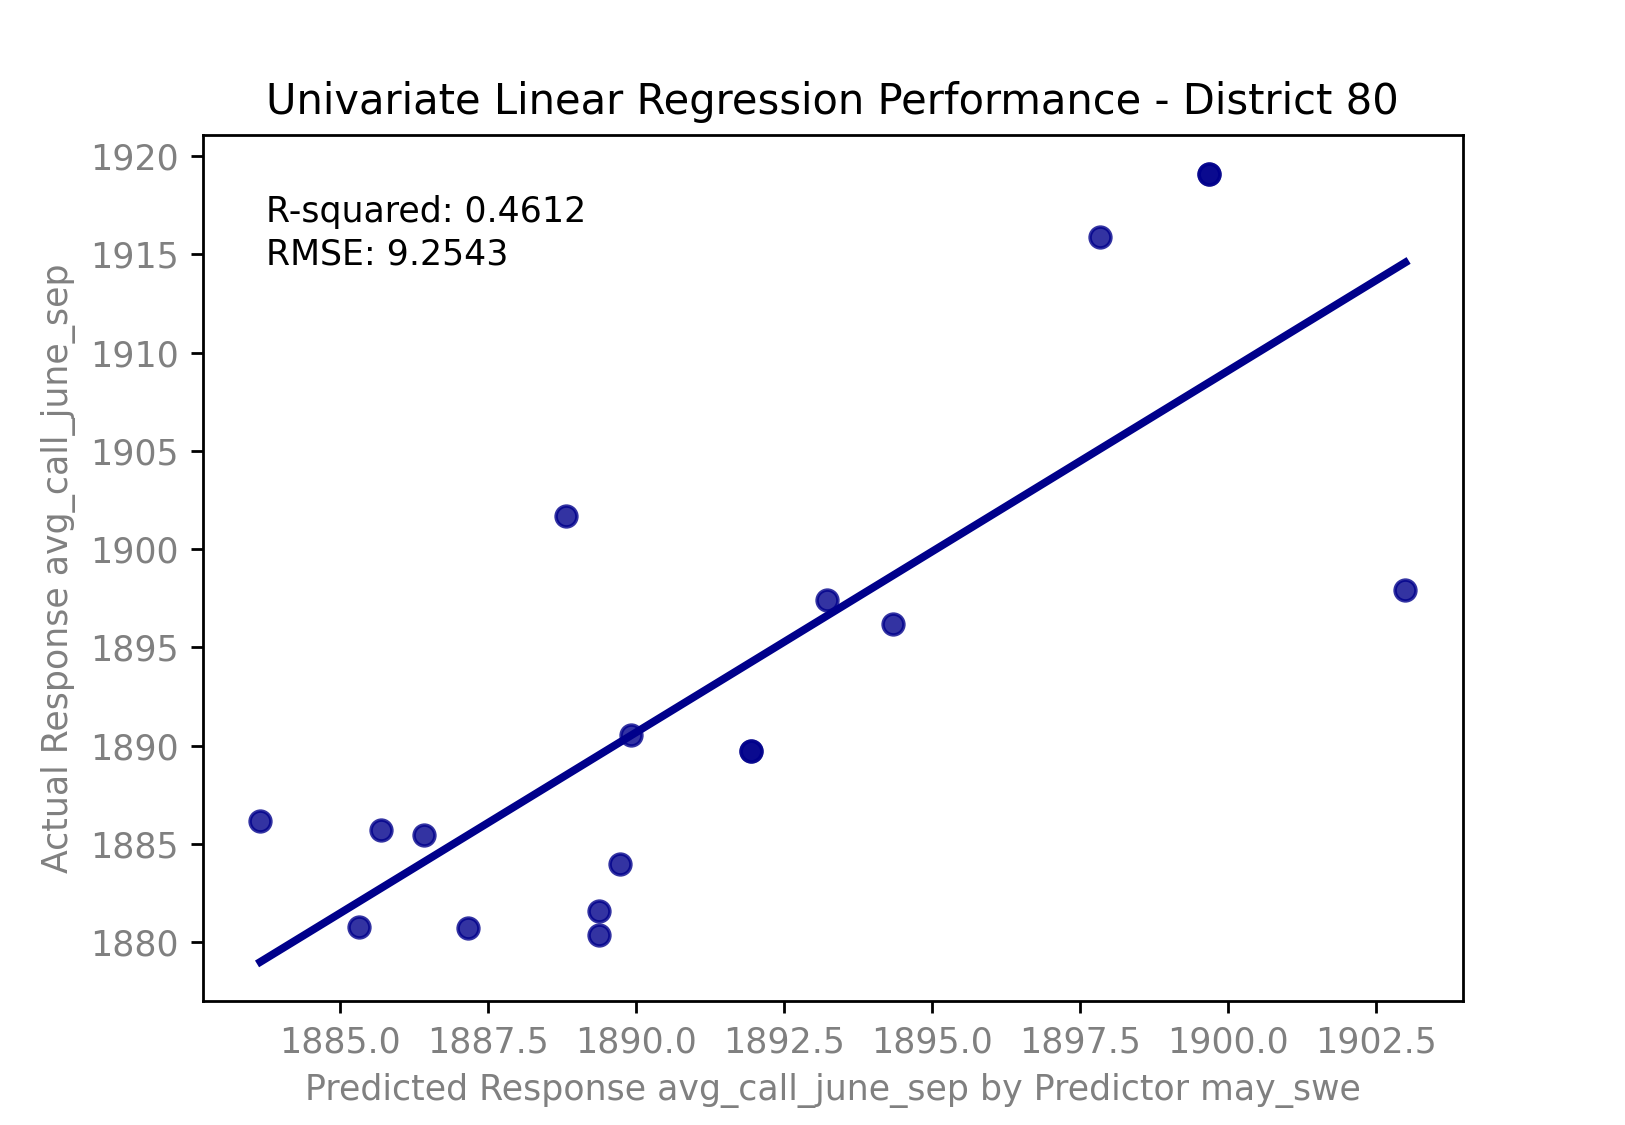 Univariate Linear Regression Performance - District 80
R-squared: 0.4612
RMSE: 9.2543
Actual Response avg_call_june_sep
1920
1915
1910
1905
1900
1895
1890
1885
1880
1885.0 1887.5 1890.0 1892.5 1895.0 1897.5 1900.0 1902.5
Predicted Response avg_call_june_sep by Predictor may_swe